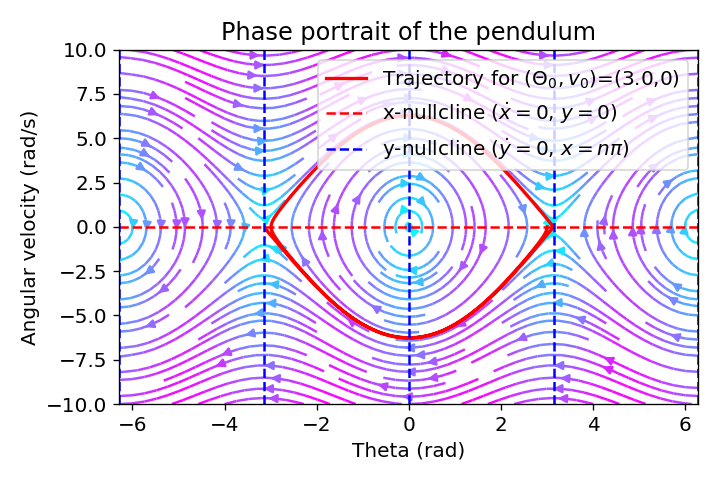 Phase portrait of the pendulum
Trajectory for (Θ₀, v₀)=(3.0,0)
x-nullcline (ẋ = 0, y = 0)
y-nullcline (ẏ = 0, x = nπ)
Angular velocity (rad/s)
10.0
7.5
5.0
2.5
0.0
−2.5
−5.0
−7.5
−10.0
−6 −4 −2 0 2 4 6
Theta (rad)